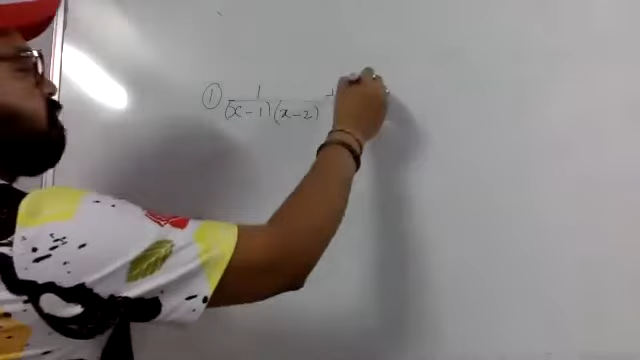 ① 1/((x-1)(x-2)) +